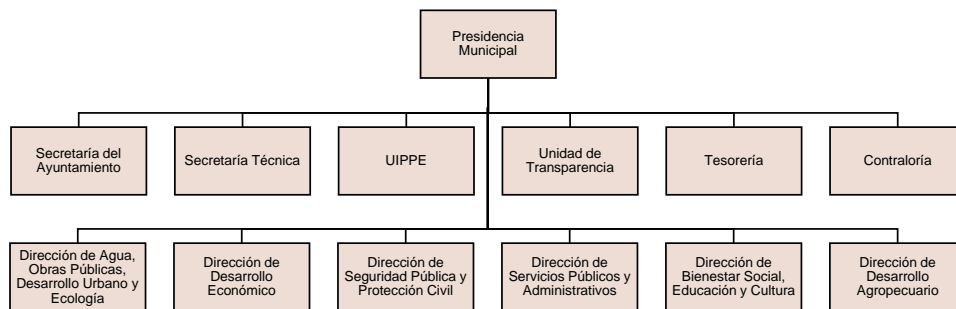 Presidencia
Municipal
Secretaría del
Ayuntamiento
Secretaría Técnica
UIPPE
Unidad de
Transparencia
Tesorería
Contraloría
Dirección de Agua,
Obras Públicas,
Desarrollo Urbano y
Ecología
Dirección de
Desarrollo
Económico
Dirección de
Seguridad Pública y
Protección Civil
Dirección de
Servicios Públicos y
Administrativos
Dirección de
Bienestar Social,
Educación y Cultura
Dirección de
Desarrollo
Agropecuario